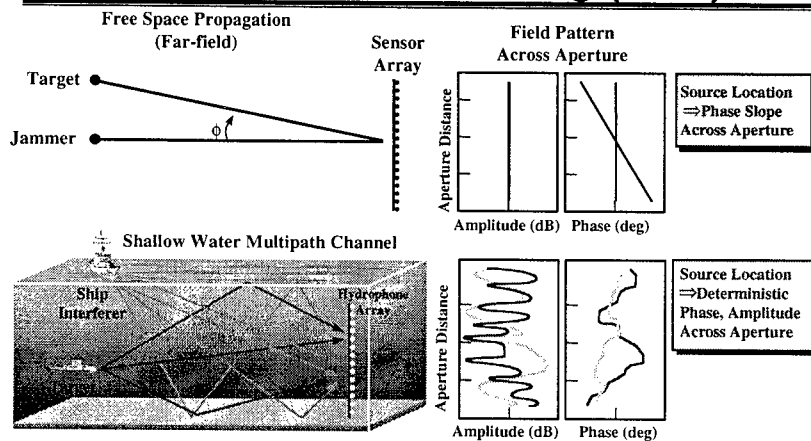 Free Space Propagation
(Far-field)
Sensor
Array
Target
Jammer
ϕ
Field Pattern
Across Aperture
Aperture Distance
Amplitude (dB)
Phase (deg)
Source Location
⇒Phase Slope
Across Aperture
Shallow Water Multipath Channel
Ship
Interferer
Hydrophone
Array
Target
Aperture Distance
Amplitude (dB)
Phase (deg)
Source Location
⇒Deterministic
Phase, Amplitude
Across Aperture